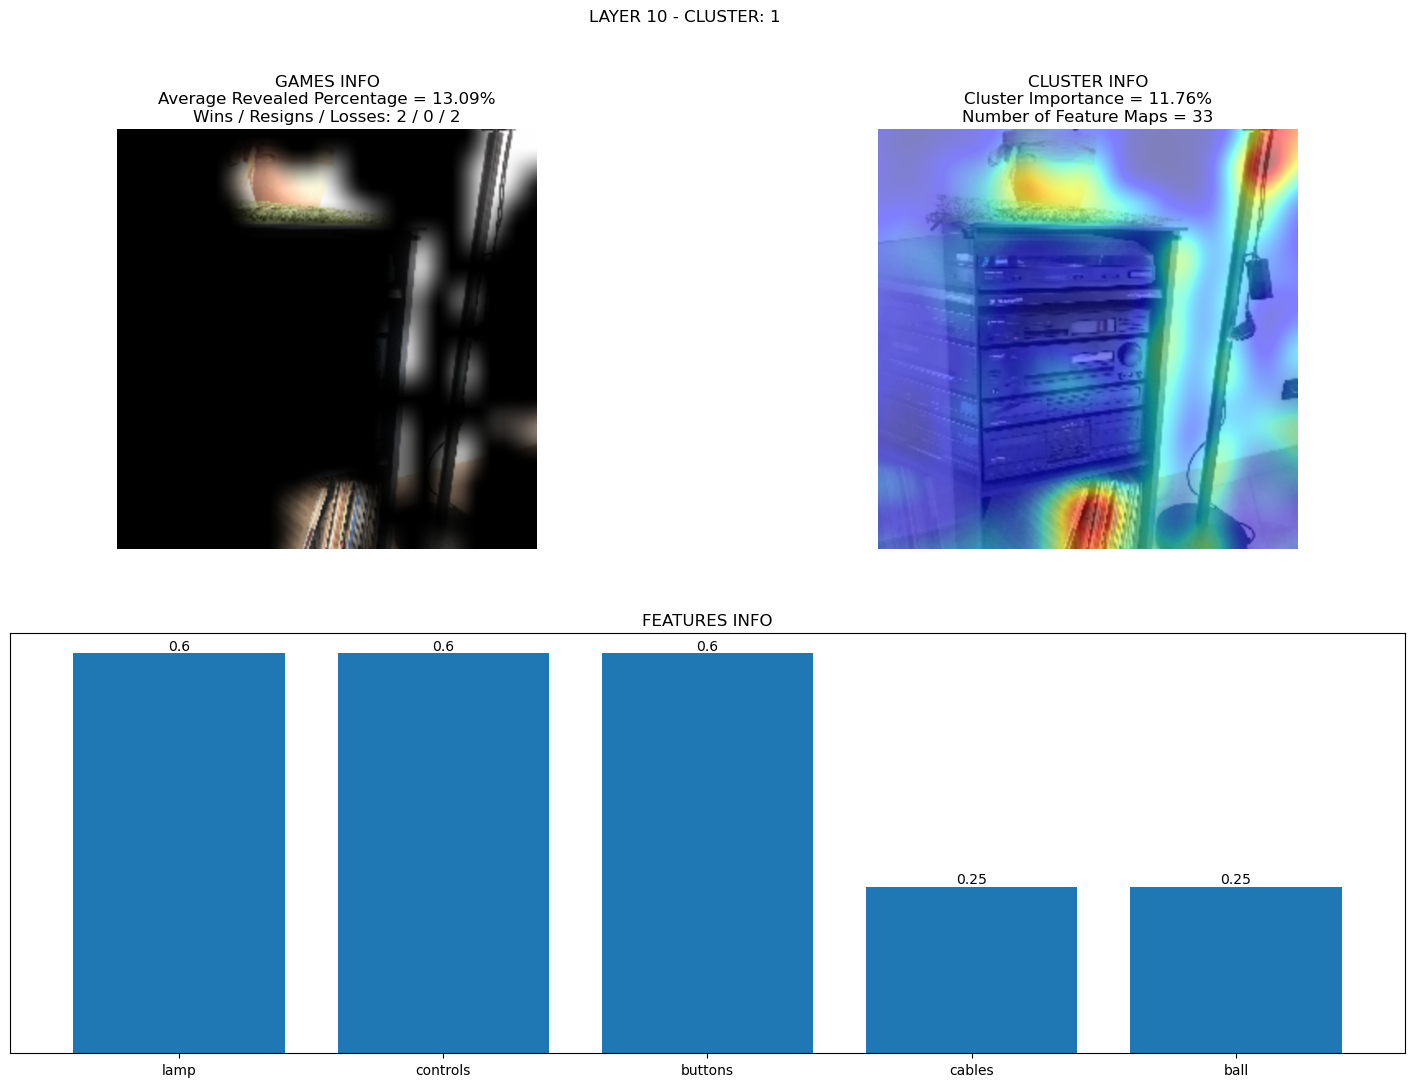 LAYER 10 - CLUSTER: 1
GAMES INFO
Average Revealed Percentage = 13.09%
Wins / Resigns / Losses: 2 / 0 / 2
CLUSTER INFO
Cluster Importance = 11.76%
Number of Feature Maps = 33
FEATURES INFO
0.6 0.6 0.6 0.25 0.25
lamp controls buttons cables ball